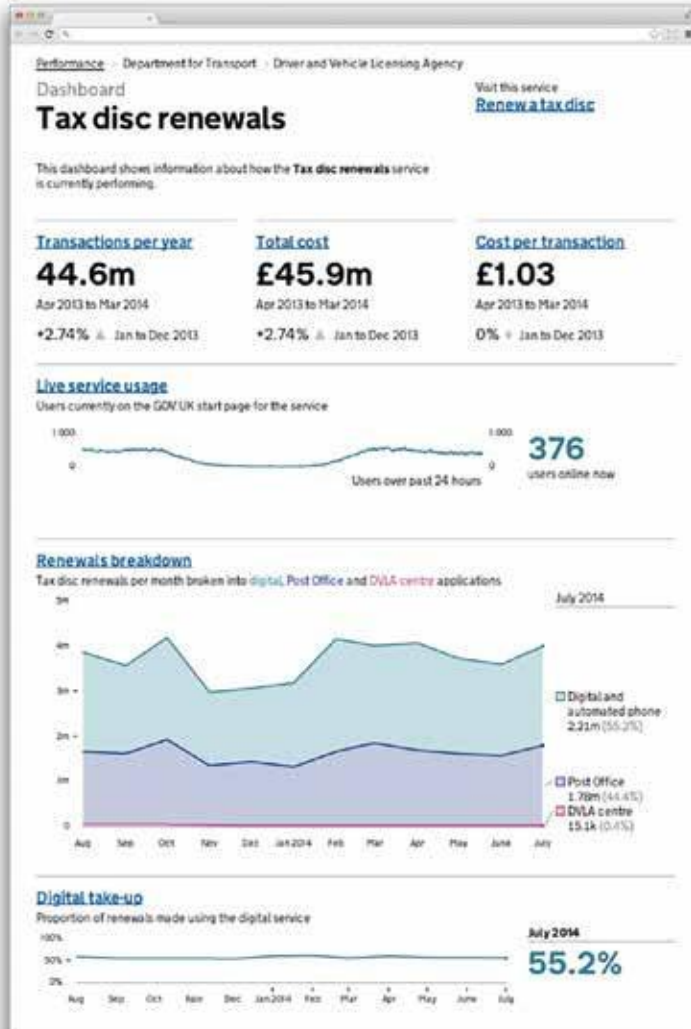 Performance Department for Transport Driver and Vehicle Licensing Agency
Dashboard
Tax disc renewals
Visit this service
Renew a tax disc
This dashboard shows information about how the Tax disc renewals service
is currently performing.
Transactions per year
44.6m
Apr 2013 to Mar 2014
+2.74% Jan to Dec 2013
Total cost
£45.9m
Apr 2013 to Mar 2014
+2.74% Jan to Dec 2013
Cost per transaction
£1.03
Apr 2013 to Mar 2014
0% Jan to Dec 2013
Live service usage
Users currently on the GOV.UK start page for the service
1 000
0
1 000
0
Users over past 24 hours
376
users online now
Renewals breakdown
Tax disc renewals per month broken into digital, Post Office and DVLA centre applications
5m
4m
3m
2m
1m
0
Aug Sep Oct Nov Dec Jan 2014 Feb Mar Apr May June July
July 2014
Digital and
automated phone
2.21m (55.2%)
Post Office
1.78m (44.4%)
DVLA centre
15.1k (0.4%)
Digital take-up
Proportion of renewals made using the digital service
100%
50%
0%
Aug Sep Oct Nov Dec Jan 2014 Feb Mar Apr May June July
July 2014
55.2%